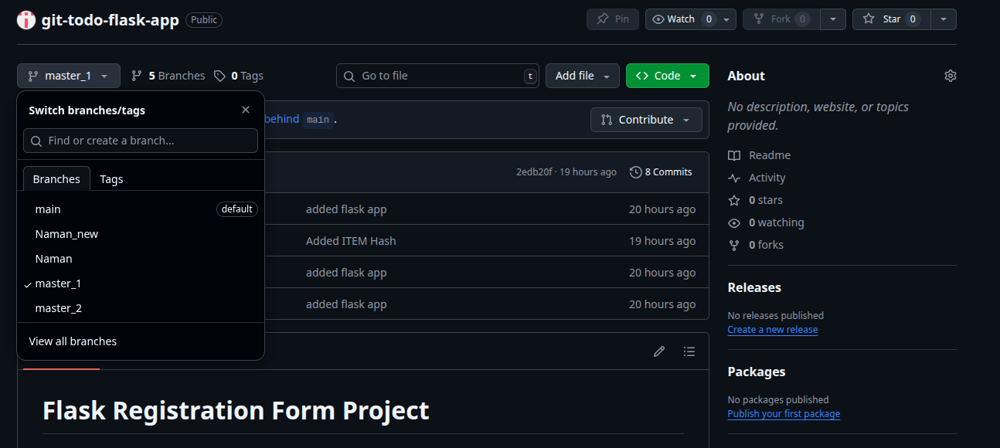 git-todo-flask-app Public Pin Watch 0 Fork 0 Star 0
master_1 5 Branches 0 Tags Go to file t Add file Code
Switch branches/tags
Find or create a branch...
Branches Tags
main default
Naman_new
Naman
master_1
master_2
View all branches
behind main .
Contribute
2edb20f · 19 hours ago 8 Commits
added flask app 20 hours ago
Added ITEM Hash 19 hours ago
added flask app 20 hours ago
added flask app 20 hours ago
Flask Registration Form Project
About
No description, website, or topics
provided.
Readme
Activity
0 stars
0 watching
0 forks
Releases
No releases published
Create a new release
Packages
No packages published
Publish your first package